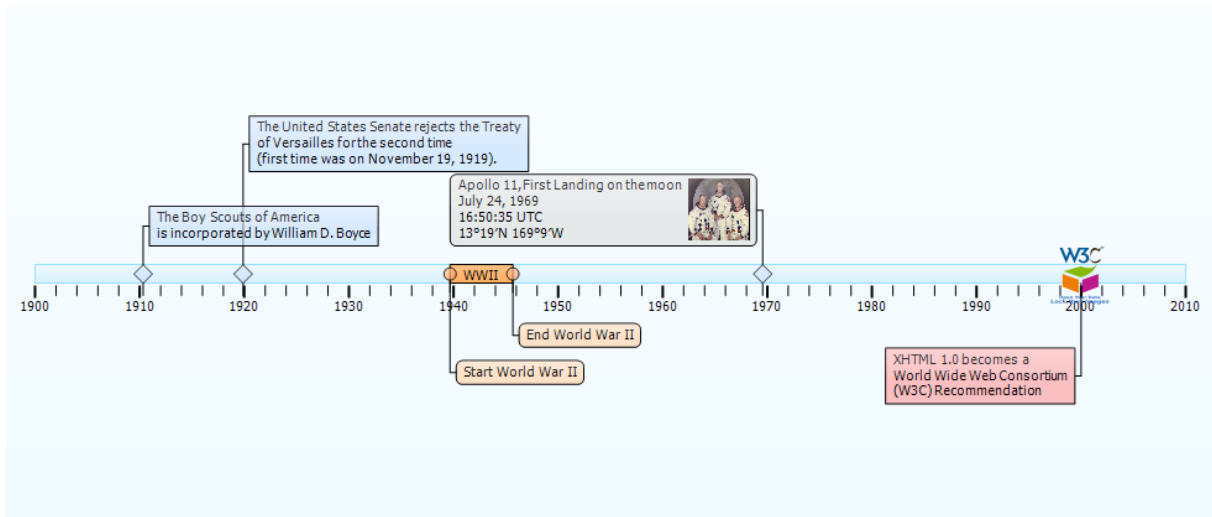 The United States Senate rejects the Treaty
of Versailles forthe second time
(first time was on November 19, 1919).
Apollo 11,First Landing on themoon
July 24, 1969
16:50:35 UTC
13°19′N 169°9′W
The Boy Scouts of America
is incorporated by William D. Boyce
W3C
WWII
1900 1910 1920 1930 1940 1950 1960 1970 1980 1990 2000 2010
End World War II
Start World War II
XHTML 1.0 becomes a
World Wide Web Consortium
(W3C) Recommendation